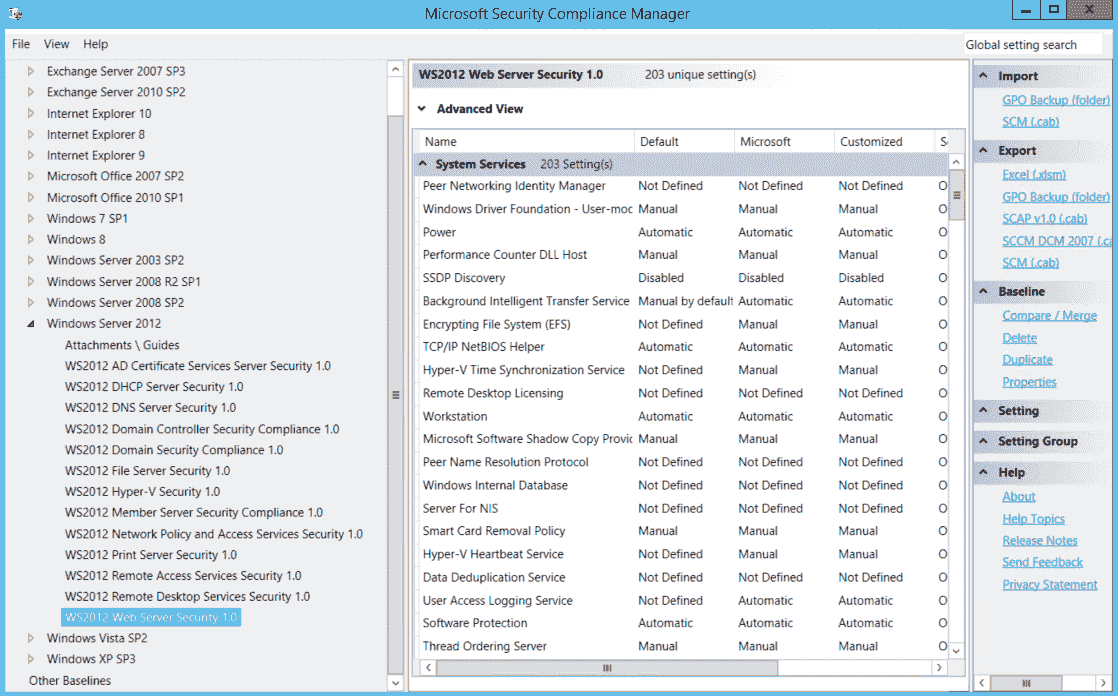 Microsoft Security Compliance Manager
File View Help
Global setting search
Exchange Server 2007 SP3
Exchange Server 2010 SP2
Internet Explorer 10
Internet Explorer 8
Internet Explorer 9
Microsoft Office 2007 SP2
Microsoft Office 2010 SP1
Windows 7 SP1
Windows 8
Windows Server 2003 SP2
Windows Server 2008 R2 SP1
Windows Server 2008 SP2
Windows Server 2012
Attachments \ Guides
WS2012 AD Certificate Services Server Security 1.0
WS2012 DHCP Server Security 1.0
WS2012 DNS Server Security 1.0
WS2012 Domain Controller Security Compliance 1.0
WS2012 Domain Security Compliance 1.0
WS2012 File Server Security 1.0
WS2012 Hyper-V Security 1.0
WS2012 Member Server Security Compliance 1.0
WS2012 Network Policy and Access Services Security 1.0
WS2012 Print Server Security 1.0
WS2012 Remote Access Services Security 1.0
WS2012 Remote Desktop Services Security 1.0
WS2012 Web Server Security 1.0
Windows Vista SP2
Windows XP SP3
Other Baselines
WS2012 Web Server Security 1.0 203 unique setting(s)
Advanced View
Name Default Microsoft Customized S
System Services 203 Setting(s)
Peer Networking Identity Manager Not Defined Not Defined Not Defined O
Windows Driver Foundation - User-moc Manual Manual Manual O
Power Automatic Automatic Automatic O
Performance Counter DLL Host Manual Manual Manual O
SSDP Discovery Disabled Disabled Disabled O
Background Intelligent Transfer Service Manual by default Automatic Automatic O
Encrypting File System (EFS) Not Defined Manual Manual O
TCP/IP NetBIOS Helper Automatic Automatic Automatic O
Hyper-V Time Synchronization Service Not Defined Manual Manual O
Remote Desktop Licensing Not Defined Not Defined Not Defined O
Workstation Automatic Automatic Automatic O
Microsoft Software Shadow Copy Provic Manual Manual Manual O
Peer Name Resolution Protocol Not Defined Not Defined Not Defined O
Windows Internal Database Not Defined Not Defined Not Defined O
Server For NIS Not Defined Not Defined Not Defined O
Smart Card Removal Policy Manual Manual Manual O
Hyper-V Heartbeat Service Not Defined Manual Manual O
Data Deduplication Service Not Defined Not Defined Not Defined O
User Access Logging Service Not Defined Automatic Automatic O
Software Protection Automatic Automatic Automatic O
Thread Ordering Server Manual Manual Manual O
Import
GPO Backup (folder)
SCM (.cab)
Export
Excel (.xlsm)
GPO Backup (folder)
SCAP v1.0 (.cab)
SCCM DCM 2007 (.ca
SCM (.cab)
Baseline
Compare / Merge
Delete
Duplicate
Properties
Setting
Setting Group
Help
About
Help Topics
Release Notes
Send Feedback
Privacy Statement